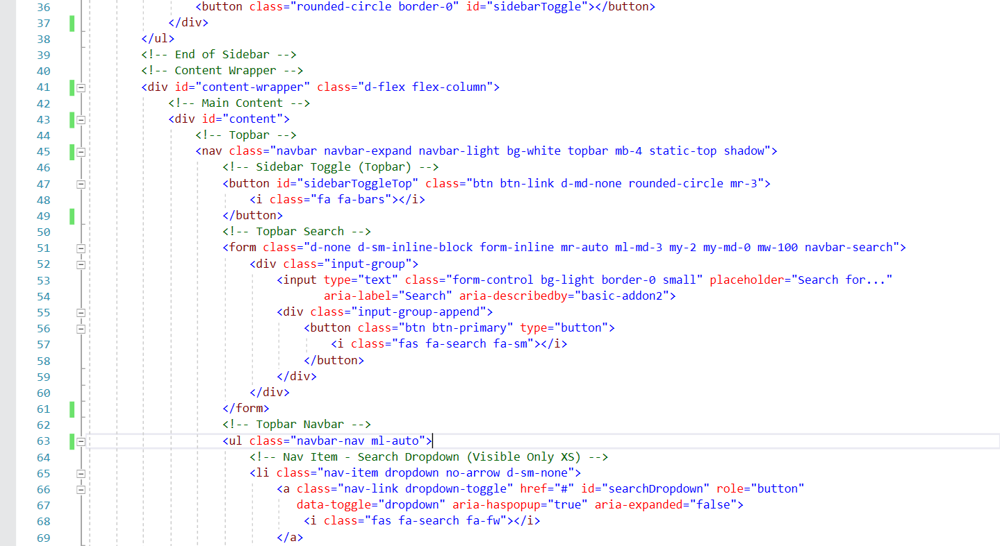 36 <button class="rounded-circle border-0" id="sidebarToggle"></button>
37 </div>
38 </ul>
39 <!-- End of Sidebar -->
40 <!-- Content Wrapper -->
41 <div id="content-wrapper" class="d-flex flex-column">
42 <!-- Main Content -->
43 <div id="content">
44 <!-- Topbar -->
45 <nav class="navbar navbar-expand navbar-light bg-white topbar mb-4 static-top shadow">
46 <!-- Sidebar Toggle (Topbar) -->
47 <button id="sidebarToggleTop" class="btn btn-link d-md-none rounded-circle mr-3">
48 <i class="fa fa-bars"></i>
49 </button>
50 <!-- Topbar Search -->
51 <form class="d-none d-sm-inline-block form-inline mr-auto ml-md-3 my-2 my-md-0 mw-100 navbar-search">
52 <div class="input-group">
53 <input type="text" class="form-control bg-light border-0 small" placeholder="Search for..."
54 aria-label="Search" aria-describedby="basic-addon2">
55 <div class="input-group-append">
56 <button class="btn btn-primary" type="button">
57 <i class="fas fa-search fa-sm"></i>
58 </button>
59 </div>
60 </div>
61 </form>
62 <!-- Topbar Navbar -->
63 <ul class="navbar-nav ml-auto">
64 <!-- Nav Item - Search Dropdown (Visible Only XS) -->
65 <li class="nav-item dropdown no-arrow d-sm-none">
66 <a class="nav-link dropdown-toggle" href="#" id="searchDropdown" role="button"
67 data-toggle="dropdown" aria-haspopup="true" aria-expanded="false">
68 <i class="fas fa-search fa-fw"></i>
69 </a>